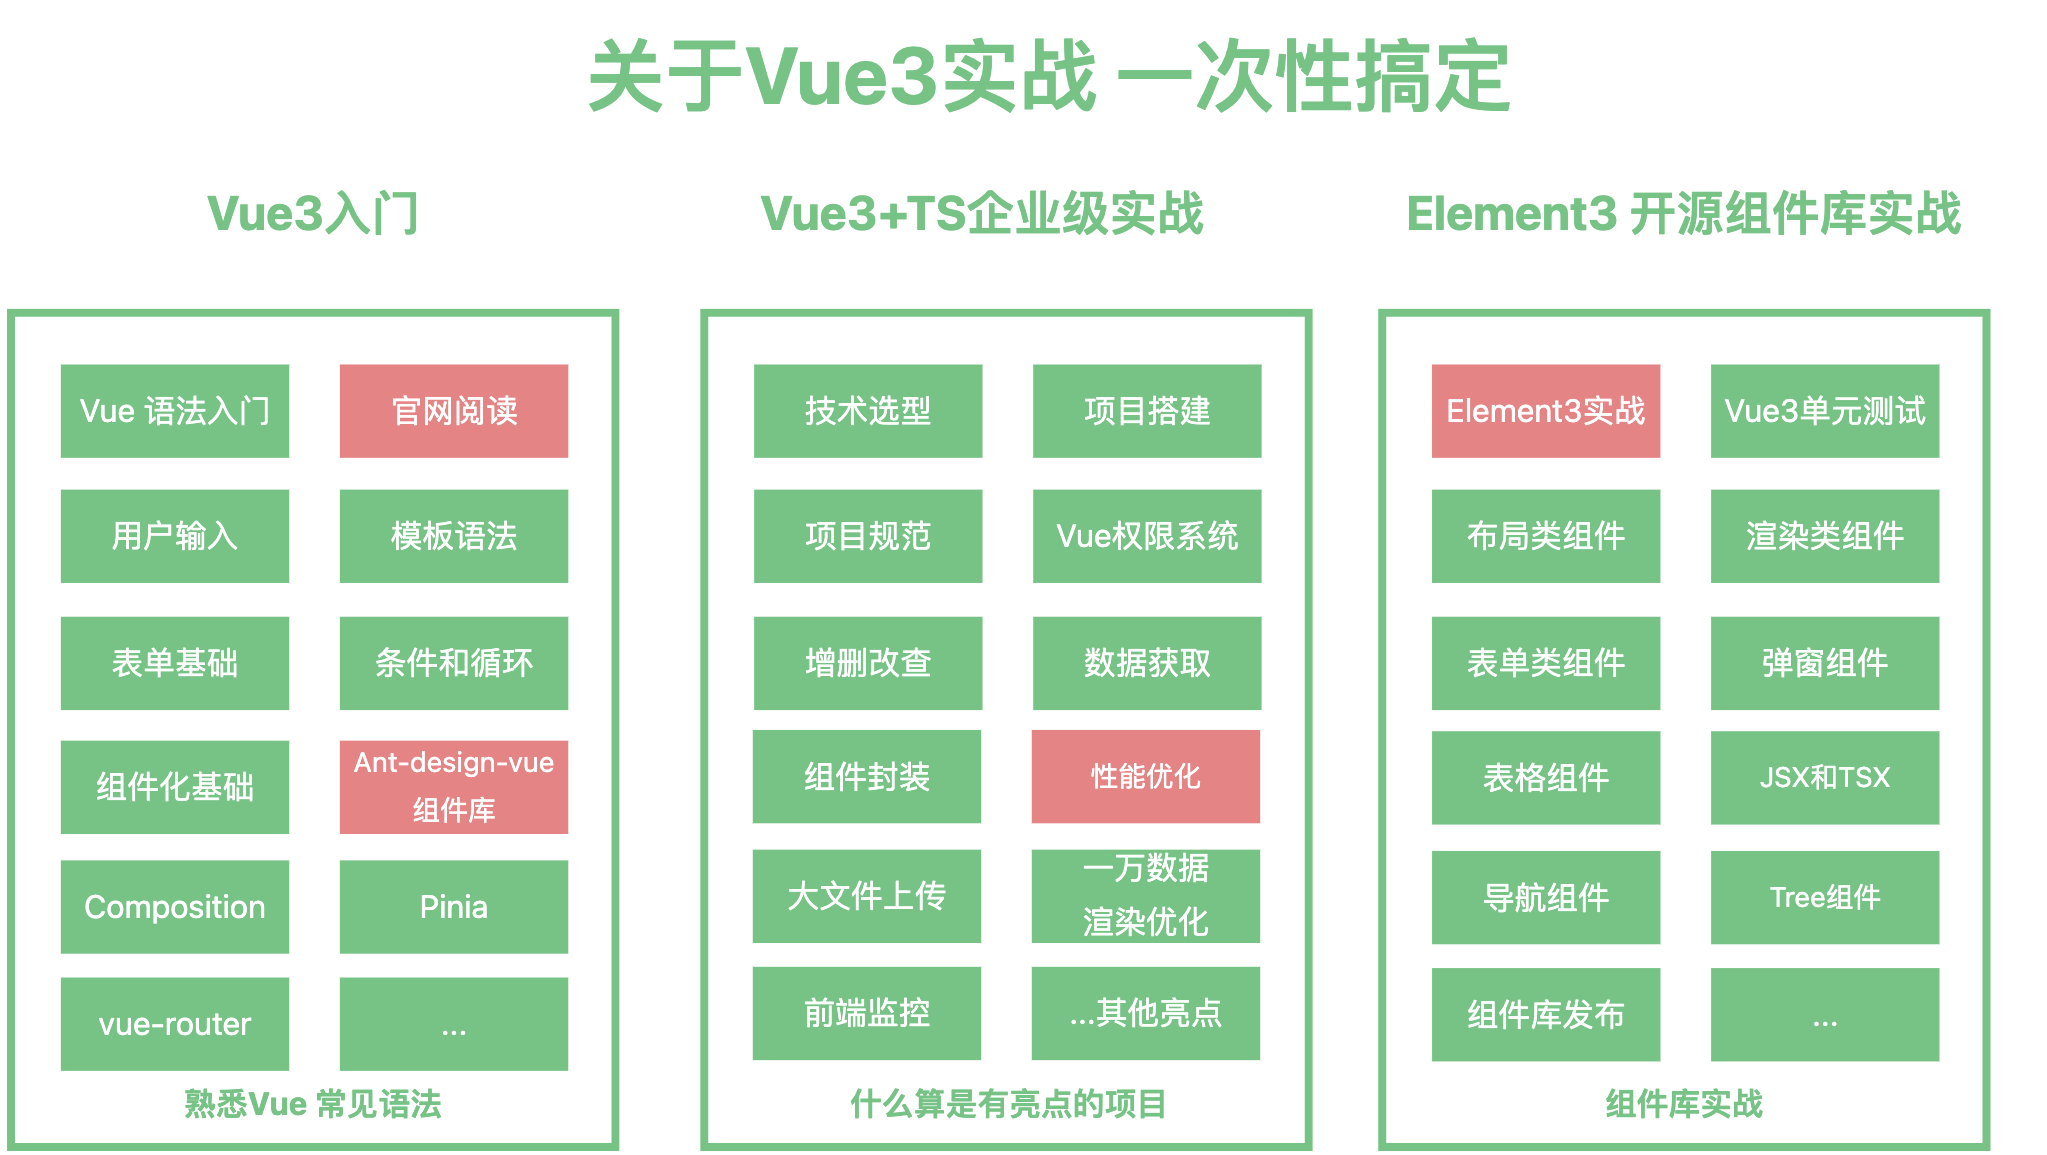 关于Vue3实战 一次性搞定
Vue3入门
Vue 语法入门
官网阅读
用户输入
模板语法
表单基础
条件和循环
组件化基础
Ant-design-vue
组件库
Composition
Pinia
vue-router
...
熟悉Vue 常见语法
Vue3+TS企业级实战
技术选型
项目搭建
项目规范
Vue权限系统
增删改查
数据获取
组件封装
性能优化
大文件上传
一万数据
渲染优化
前端监控
...其他亮点
什么算是有亮点的项目
Element3 开源组件库实战
Element3实战
Vue3单元测试
布局类组件
渲染类组件
表单类组件
弹窗组件
表格组件
JSX和TSX
导航组件
Tree组件
组件库发布
...
组件库实战